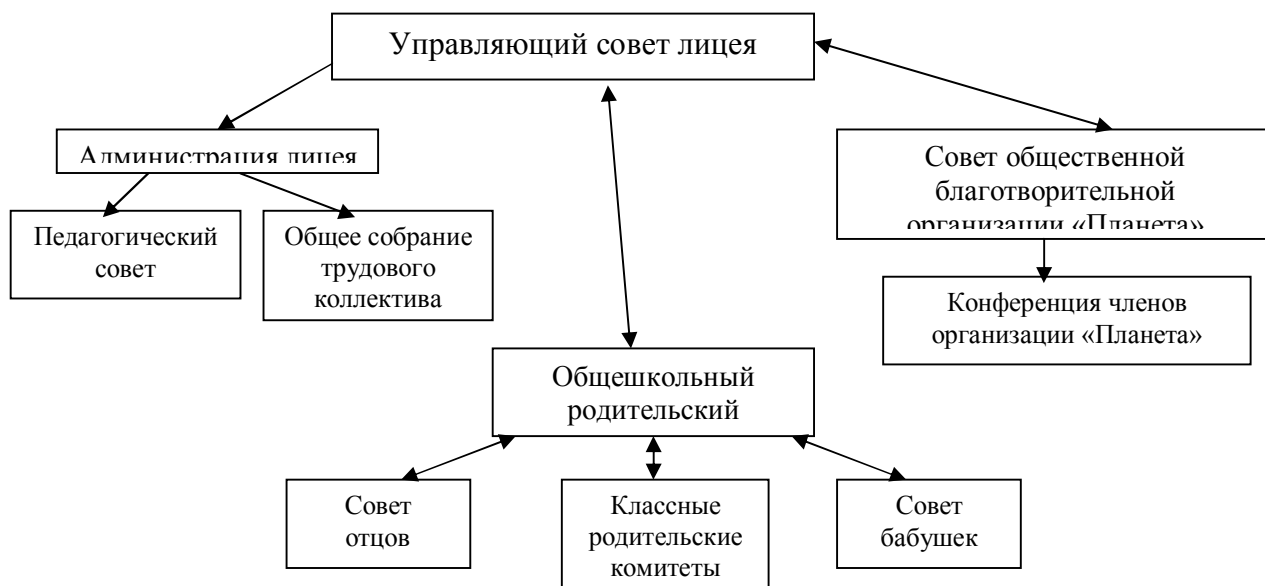 Управляющий совет лицея
Администрация лицея
Совет общественной
благотворительной
организации «Планета»
Педагогический
совет
Общее собрание
трудового
коллектива
Конференция членов
организации «Планета»
Общешкольный
родительский
Совет
отцов
Классные
родительские
комитеты
Совет
бабушек